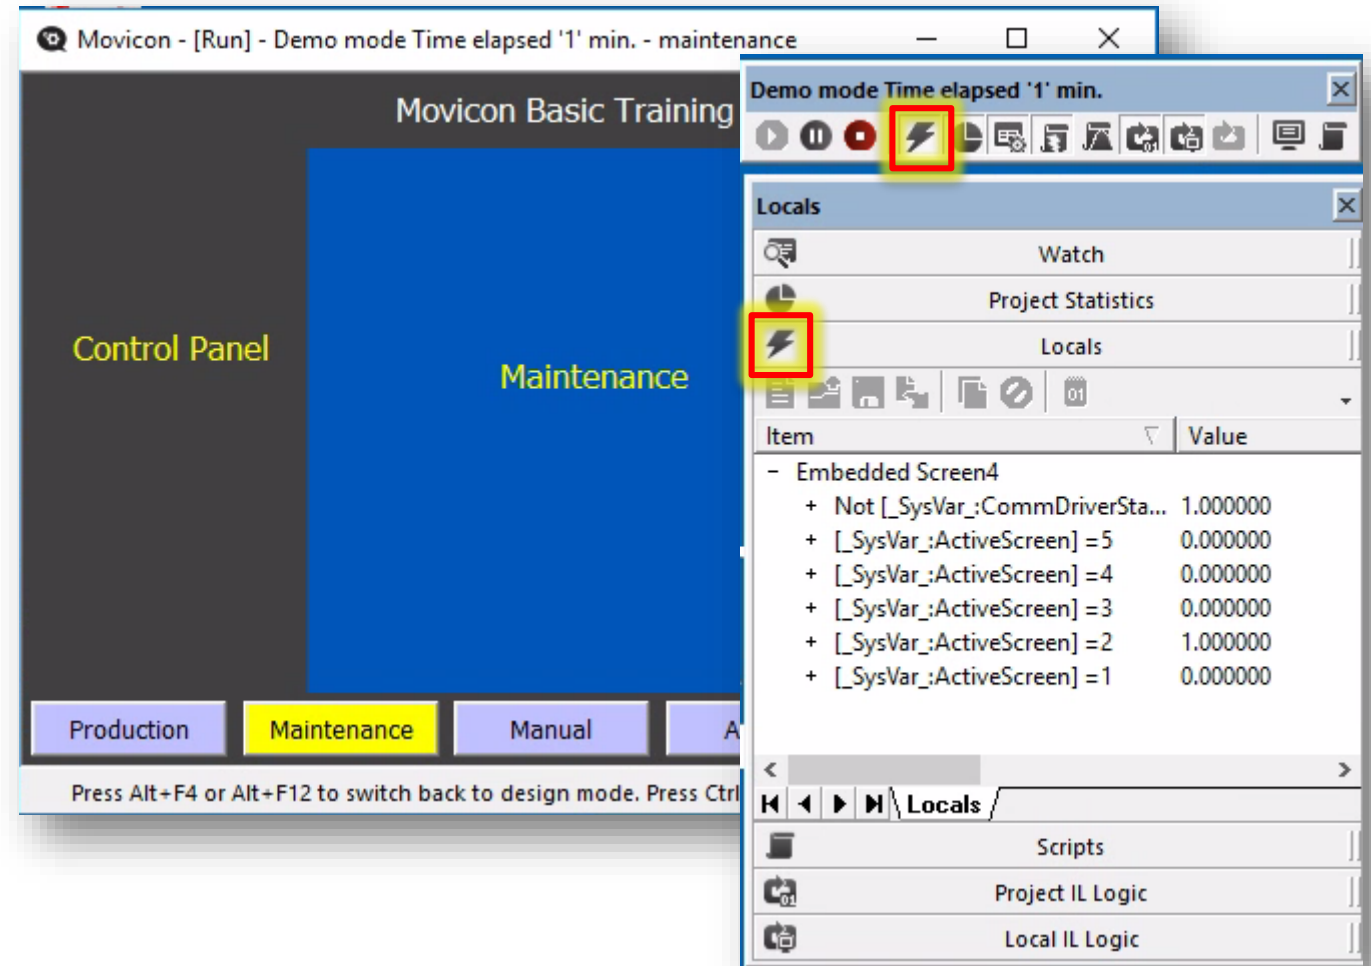 Movicon - [Run] - Demo mode Time elapsed '1' min. - maintenance
Movicon Basic Training
Control Panel
Maintenance
Production
Maintenance
Manual
A
Press Alt+F4 or Alt+F12 to switch back to design mode. Press Ctrl
Demo mode Time elapsed '1' min.
Locals
Watch
Project Statistics
Locals
Item Value
- Embedded Screen4
+ Not [_SysVar_:CommDriverSta... 1.000000
+ [_SysVar_:ActiveScreen] =5 0.000000
+ [_SysVar_:ActiveScreen] =4 0.000000
+ [_SysVar_:ActiveScreen] =3 0.000000
+ [_SysVar_:ActiveScreen] =2 1.000000
+ [_SysVar_:ActiveScreen] =1 0.000000
Locals
Scripts
Project IL Logic
Local IL Logic